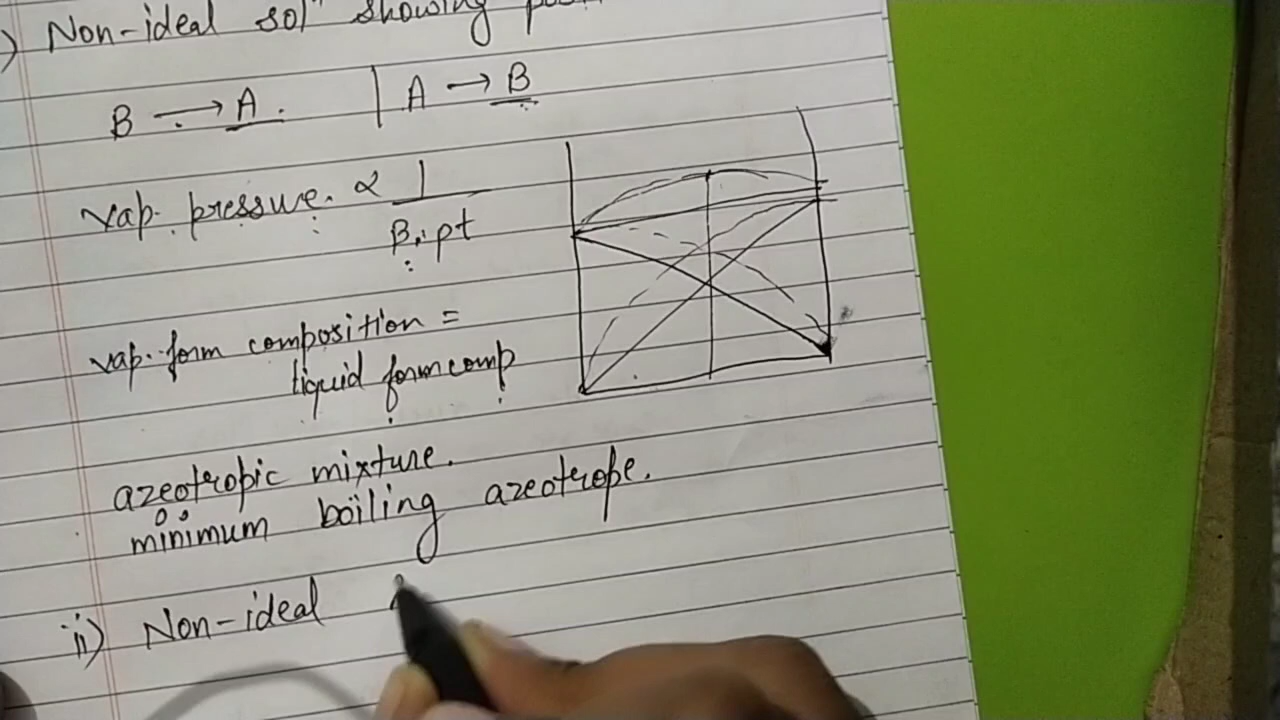 ) Non-ideal solⁿ showing
B → A. | A → B
Vap. pressure. ∝ 1
B.pt
vap. form composition =
liquid form comp
azeotropic mixture.
minimum boiling azeotrope.
ii) Non-ideal